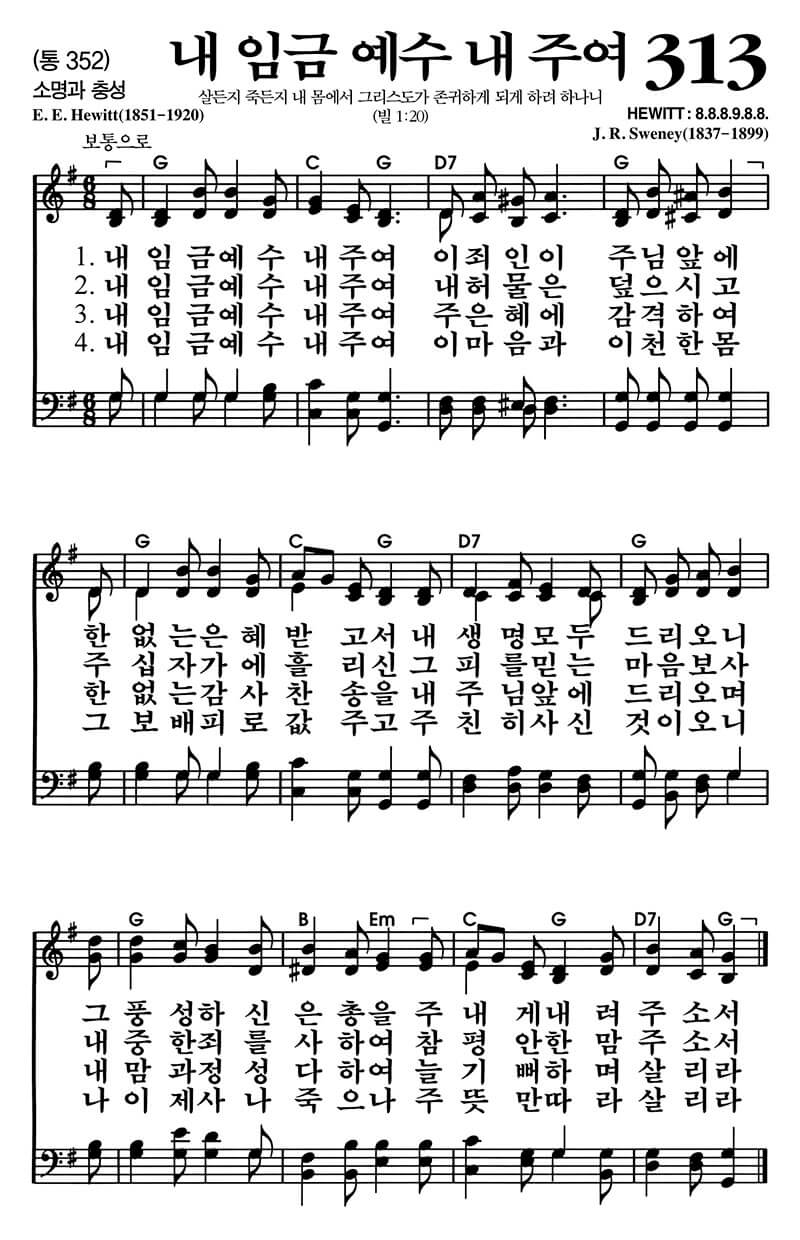 (통 352)
내 임금 예수 내 주여 313
소명과 충성
살든지 죽든지 내 몸에서 그리스도가 존귀하게 되게 하려 하나니
E. E. Hewitt(1851-1920)
(빌 1:20)
HEWITT : 8.8.8.9.8.8.
J. R. Sweney(1837-1899)
보통으로
G C G D7 G
1. 내 임 금예 수 내 주여 이죄 인이 주님앞에
2. 내 임 금예 수 내 주여 내허 물은 덮으시고
3. 내 임 금예 수 내 주여 주은 혜에 감격하여
4. 내 임 금예 수 내 주여 이마 음과 이천한몸
G C G D7 G
한 없는은 혜 받 고서 내 생 명모 두 드리오니
주 십자가 에 흘 리신 그 피 를믿 는 마음보사
한 없는감 사 찬 송을 내 주 님앞 에 드리오며
그 보배피 로 값 주고 주 친 히사 신 것이오니
G B Em C G D7 G
그 풍 성하 신 은 총을 주 내 게내 려 주 소서
내 중 한죄 를 사 하여 참 평 안한 맘 주 소서
내 맘 과정 성 다 하여 늘 기 뻐하 며 살 리라
나 이 제사 나 죽 으나 주 뜻 만따 라 살 리라